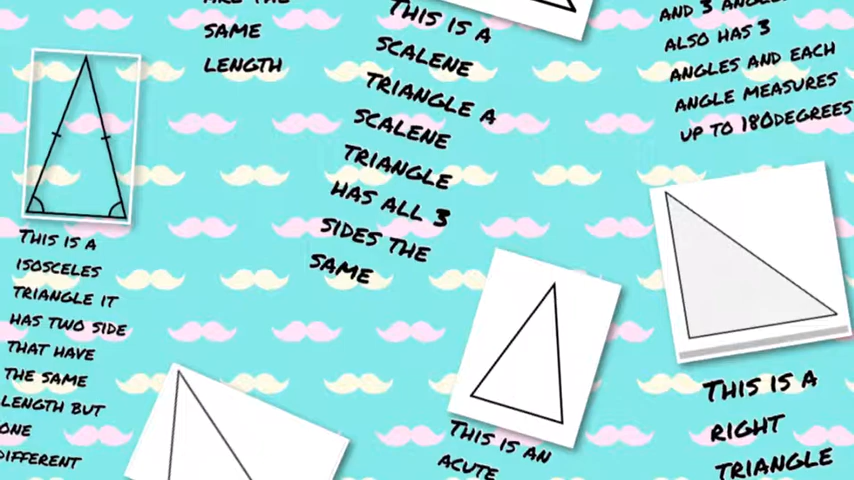 SAME
LENGTH
THIS IS A
SCALENE
TRIANGLE A
SCALENE
TRIANGLE
HAS ALL 3
SIDES THE
SAME
AND 3 ANGLES
ALSO HAS 3
ANGLES AND EACH
ANGLE MEASURES
UP TO 180DEGREES
THIS IS A
ISOSCELES
TRIANGLE IT
HAS TWO SIDE
THAT HAVE
THE SAME
LENGTH BUT
ONE
DIFFERENT
THIS IS AN
ACUTE
THIS IS A
RIGHT
TRIANGLE